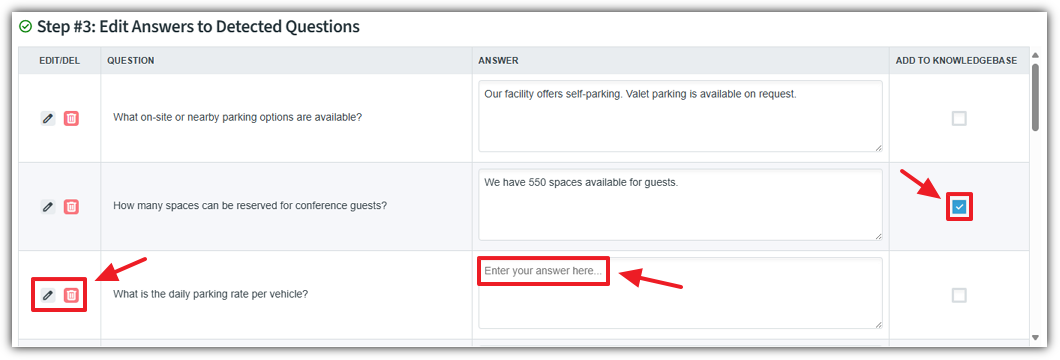 Step #3: Edit Answers to Detected Questions
EDIT/DEL QUESTION ANSWER ADD TO KNOWLEDGEBASE
What on-site or nearby parking options are available?
Our facility offers self-parking. Valet parking is available on request.
How many spaces can be reserved for conference guests?
We have 550 spaces available for guests.
What is the daily parking rate per vehicle?
Enter your answer here...